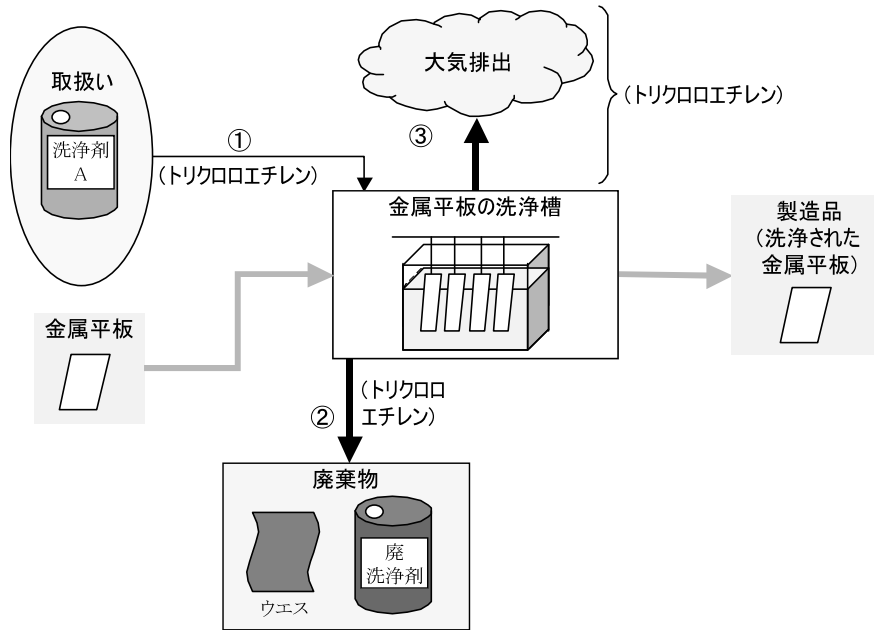 取扱い
洗浄剤
A
①
(トリクロロエチレン)
大気排出
③
(トリクロロエチレン)
金属平板の洗浄槽
製造品
(洗浄された
金属平板)
金属平板
②
(トリクロロ
エチレン)
廃棄物
ウエス
廃
洗浄剤